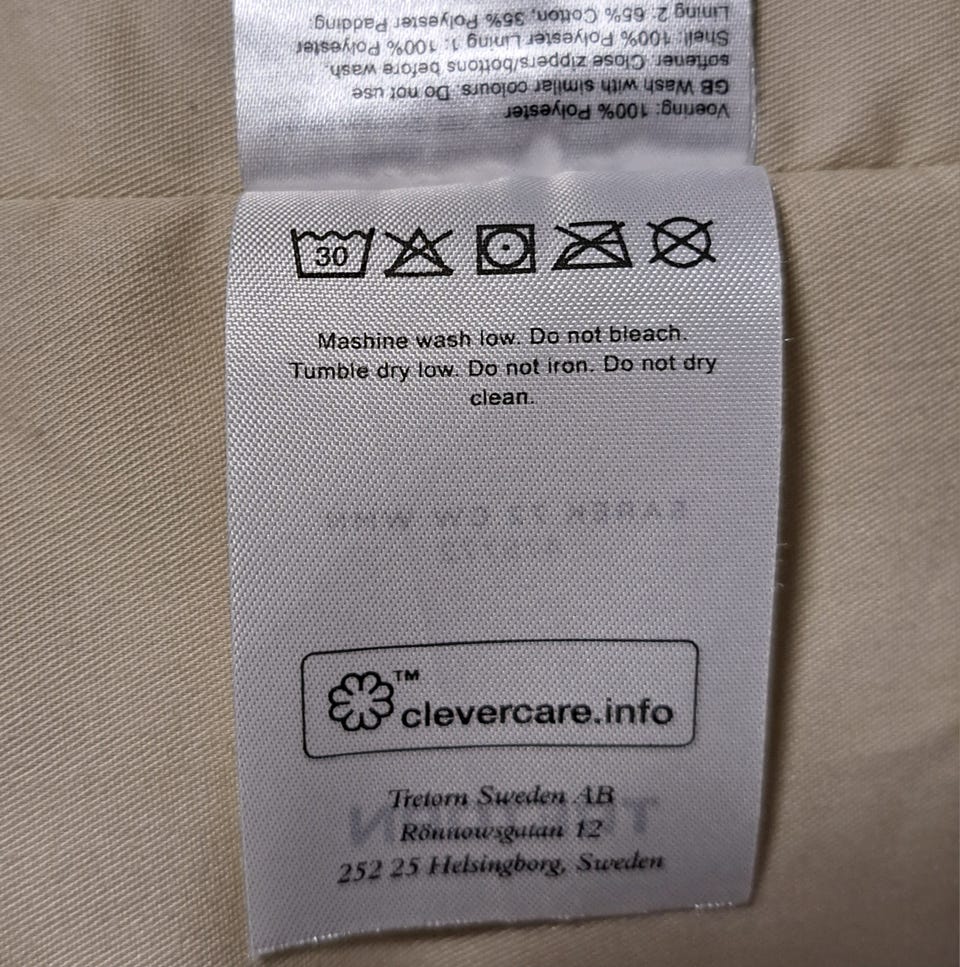 Lining 2: 65% Cotton, 35% Polyester Padding:
Shell: 100% Polyester Lining 1: 100% Polyester
softener. Close zippers/bottons before wash.
GB Wash with similar colours. Do not use
Voering: 100% Polyester
30
Mashine wash low. Do not bleach.
Tumble dry low. Do not iron. Do not dry
clean.
™
clevercare.info
Tretorn Sweden AB
Rönnowsgatan 12
252 25 Helsingborg, Sweden